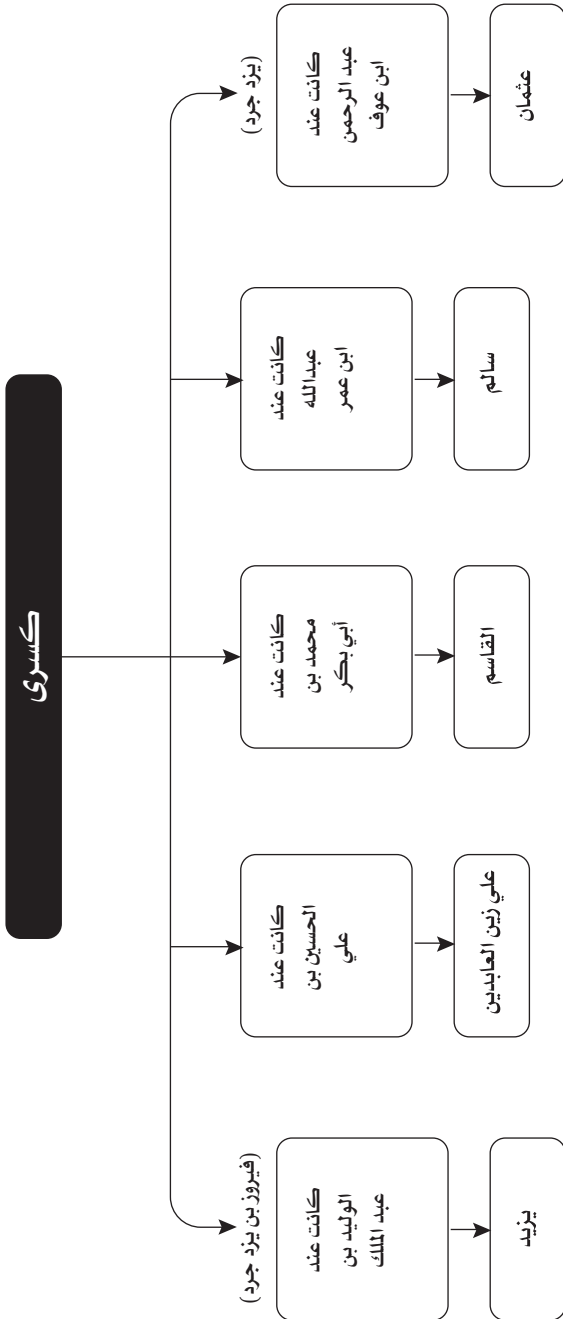 كسرى
(يزد جرد)
كانت عند
عبد الرحمن
ابن عوف
عثمان
كانت عند
عبدالله
ابن عمر
سالم
كانت عند
محمد بن
أبي بكر
القاسم
كانت عند
الحسين بن
علي
علي زين العابدين
(فيروز بن يزد جرد)
كانت عند
الوليد بن
عبد الملك
يزيد